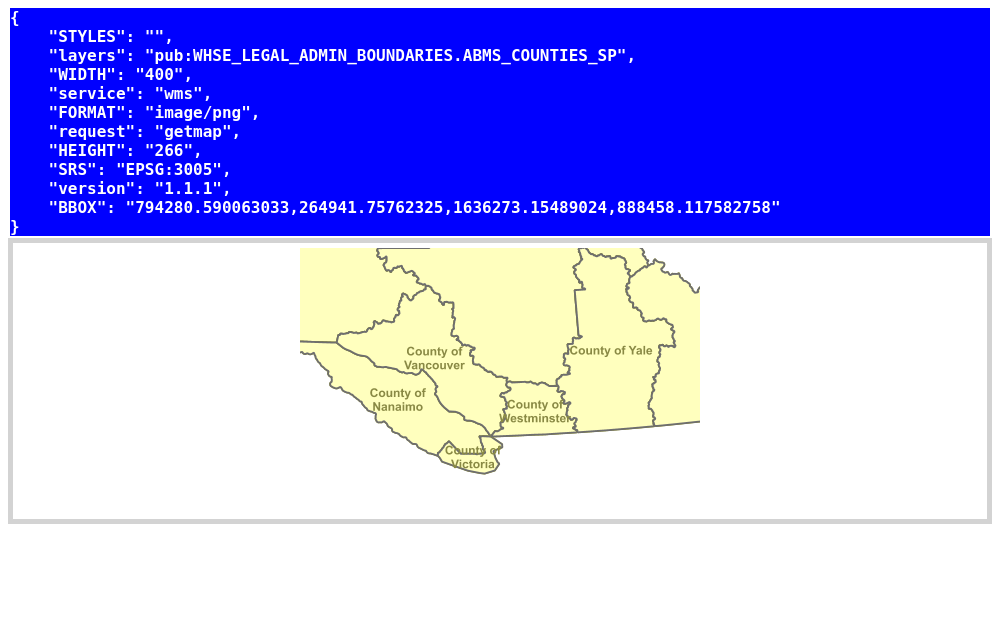 {
    "STYLES": "",
    "layers": "pub:WHSE_LEGAL_ADMIN_BOUNDARIES.ABMS_COUNTIES_SP",
    "WIDTH": "400",
    "service": "wms",
    "FORMAT": "image/png",
    "request": "getmap",
    "HEIGHT": "266",
    "SRS": "EPSG:3005",
    "version": "1.1.1",
    "BBOX": "794280.590063033,264941.75762325,1636273.15489024,888458.117582758"
}
County of
Vancouver
County of Yale
County of
Nanaimo
County of
Westminster
County of
Victoria